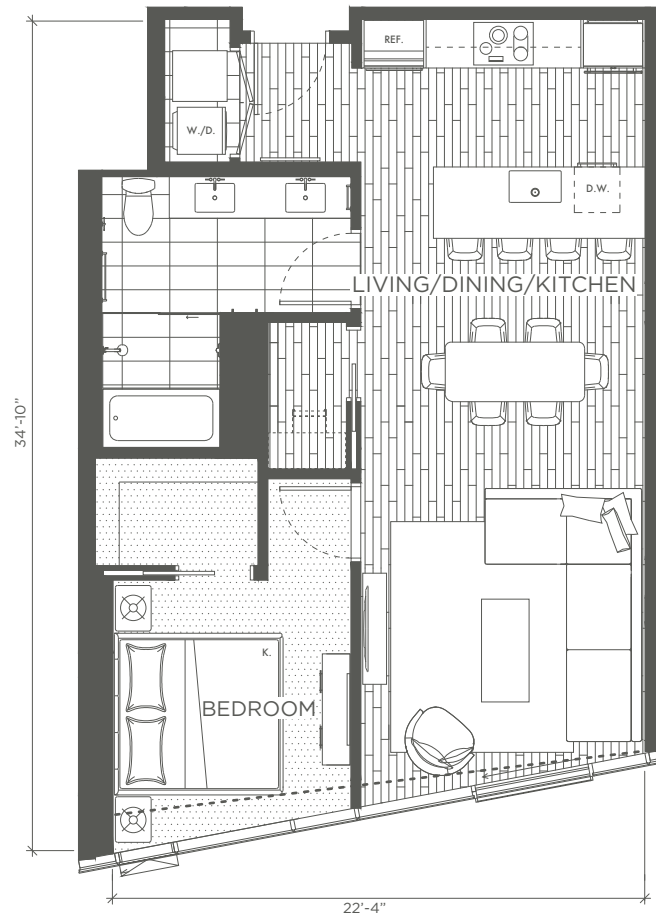 REF.
W./D.
D.W.
LIVING/DINING/KITCHEN
34'-10"
K.
BEDROOM
22'-4"